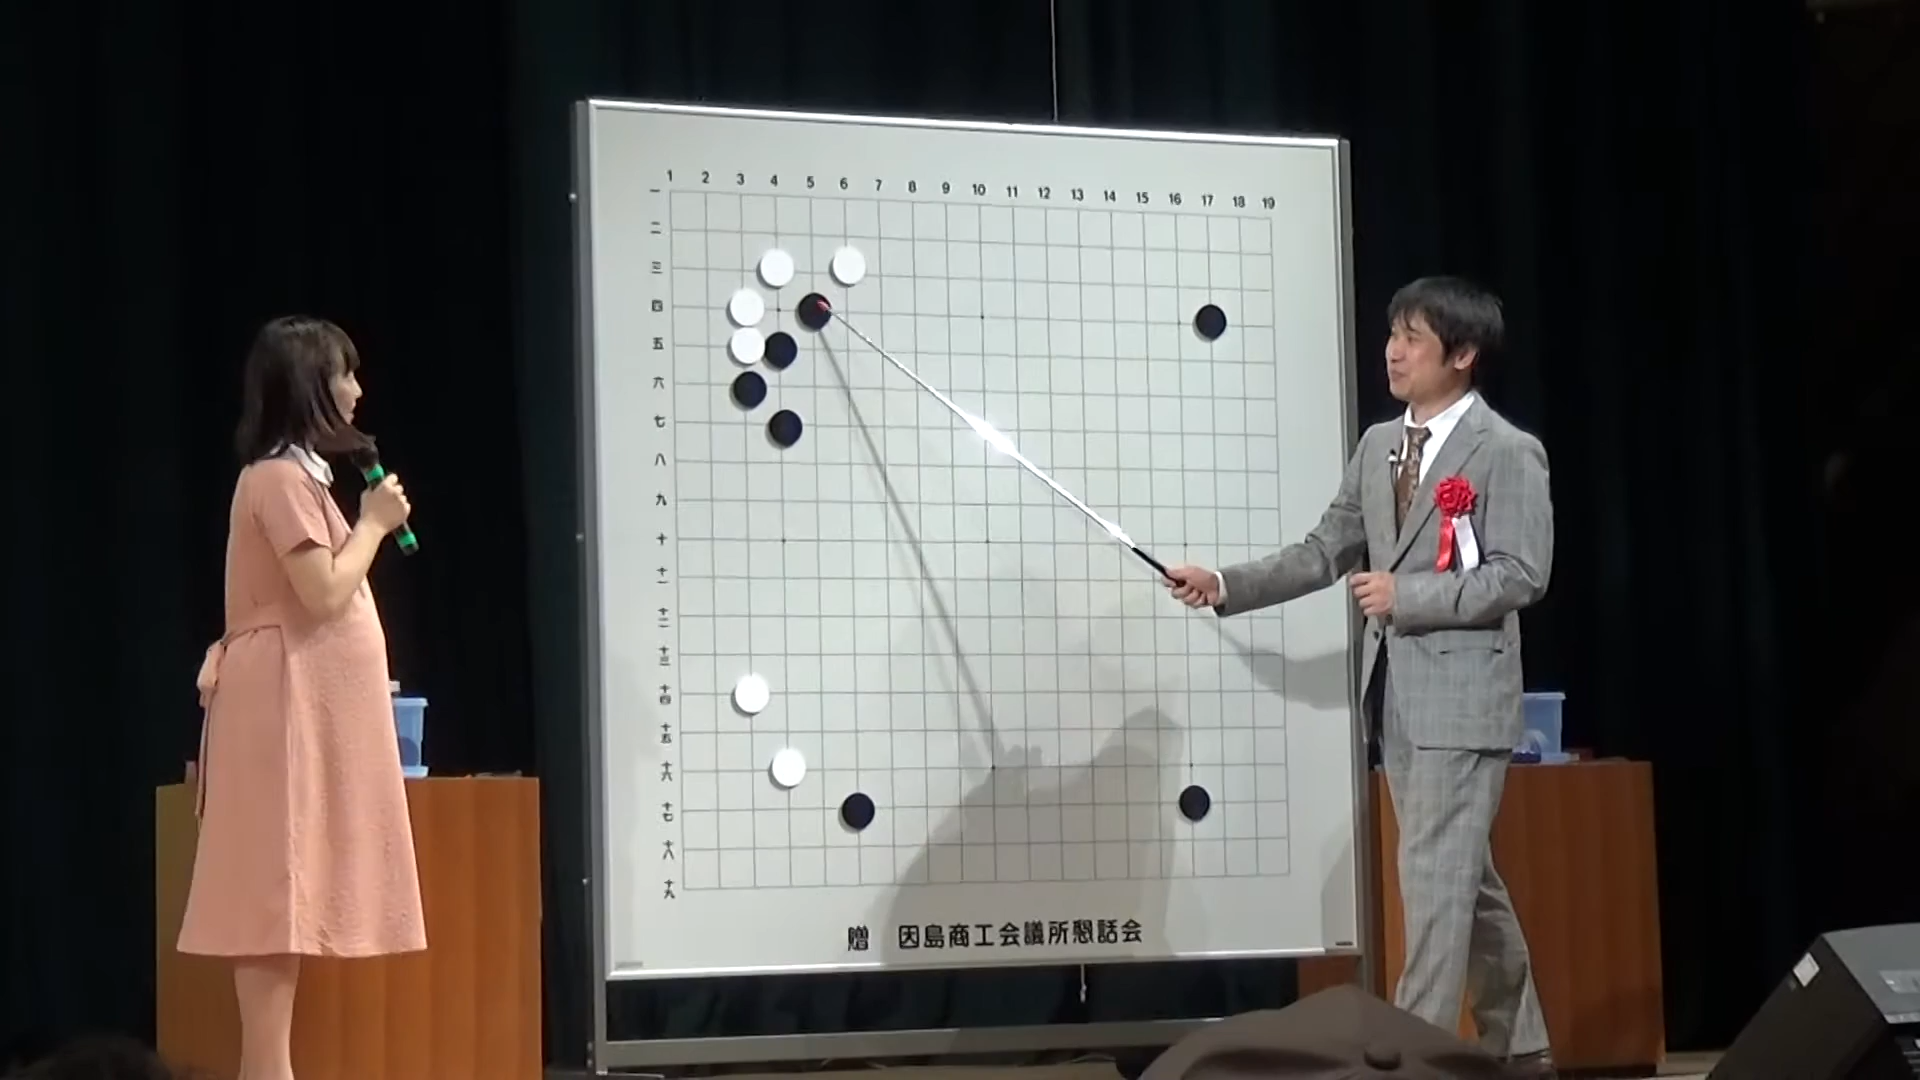 1 2 3 4 5 6 7 8 9 10 11 12 13 14 15 16 17 18 19
一
二
三
四
五
六
七
八
九
十
十一
十二
十三
十四
十五
十六
十七
十八
十九
贈 因島商工会議所懇話会